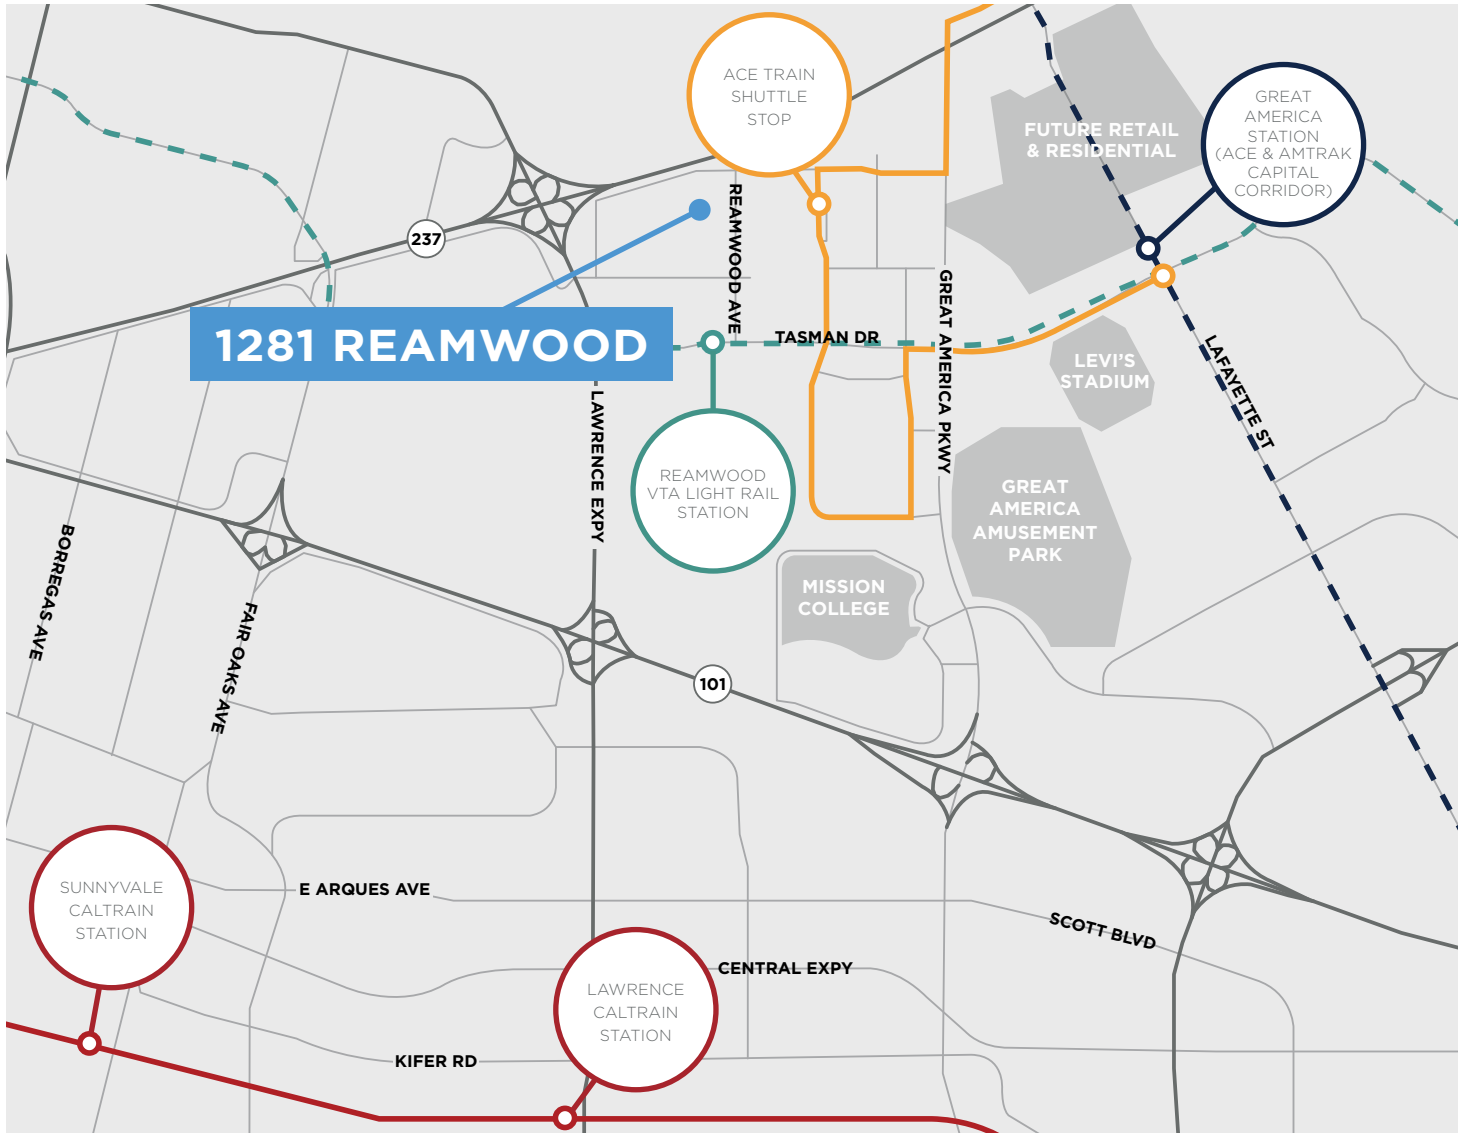 ACE TRAIN
SHUTTLE
STOP
GREAT
AMERICA
STATION
(ACE & AMTRAK
CAPITAL
CORRIDOR)
FUTURE RETAIL
& RESIDENTIAL
237
REAMWOOD AVE
1281 REAMWOOD
TASMAN DR
GREAT AMERICA PKWY
LEVI'S
STADIUM
LAFAYETTE ST
LAWRENCE EXPY
REAMWOOD
VTA LIGHT RAIL
STATION
GREAT
AMERICA
AMUSEMENT
PARK
BORREGAS AVE
FAIR OAKS AVE
MISSION
COLLEGE
101
SUNNYVALE
CALTRAIN
STATION
E ARQUES AVE
SCOTT BLVD
CENTRAL EXPY
LAWRENCE
CALTRAIN
STATION
KIFER RD